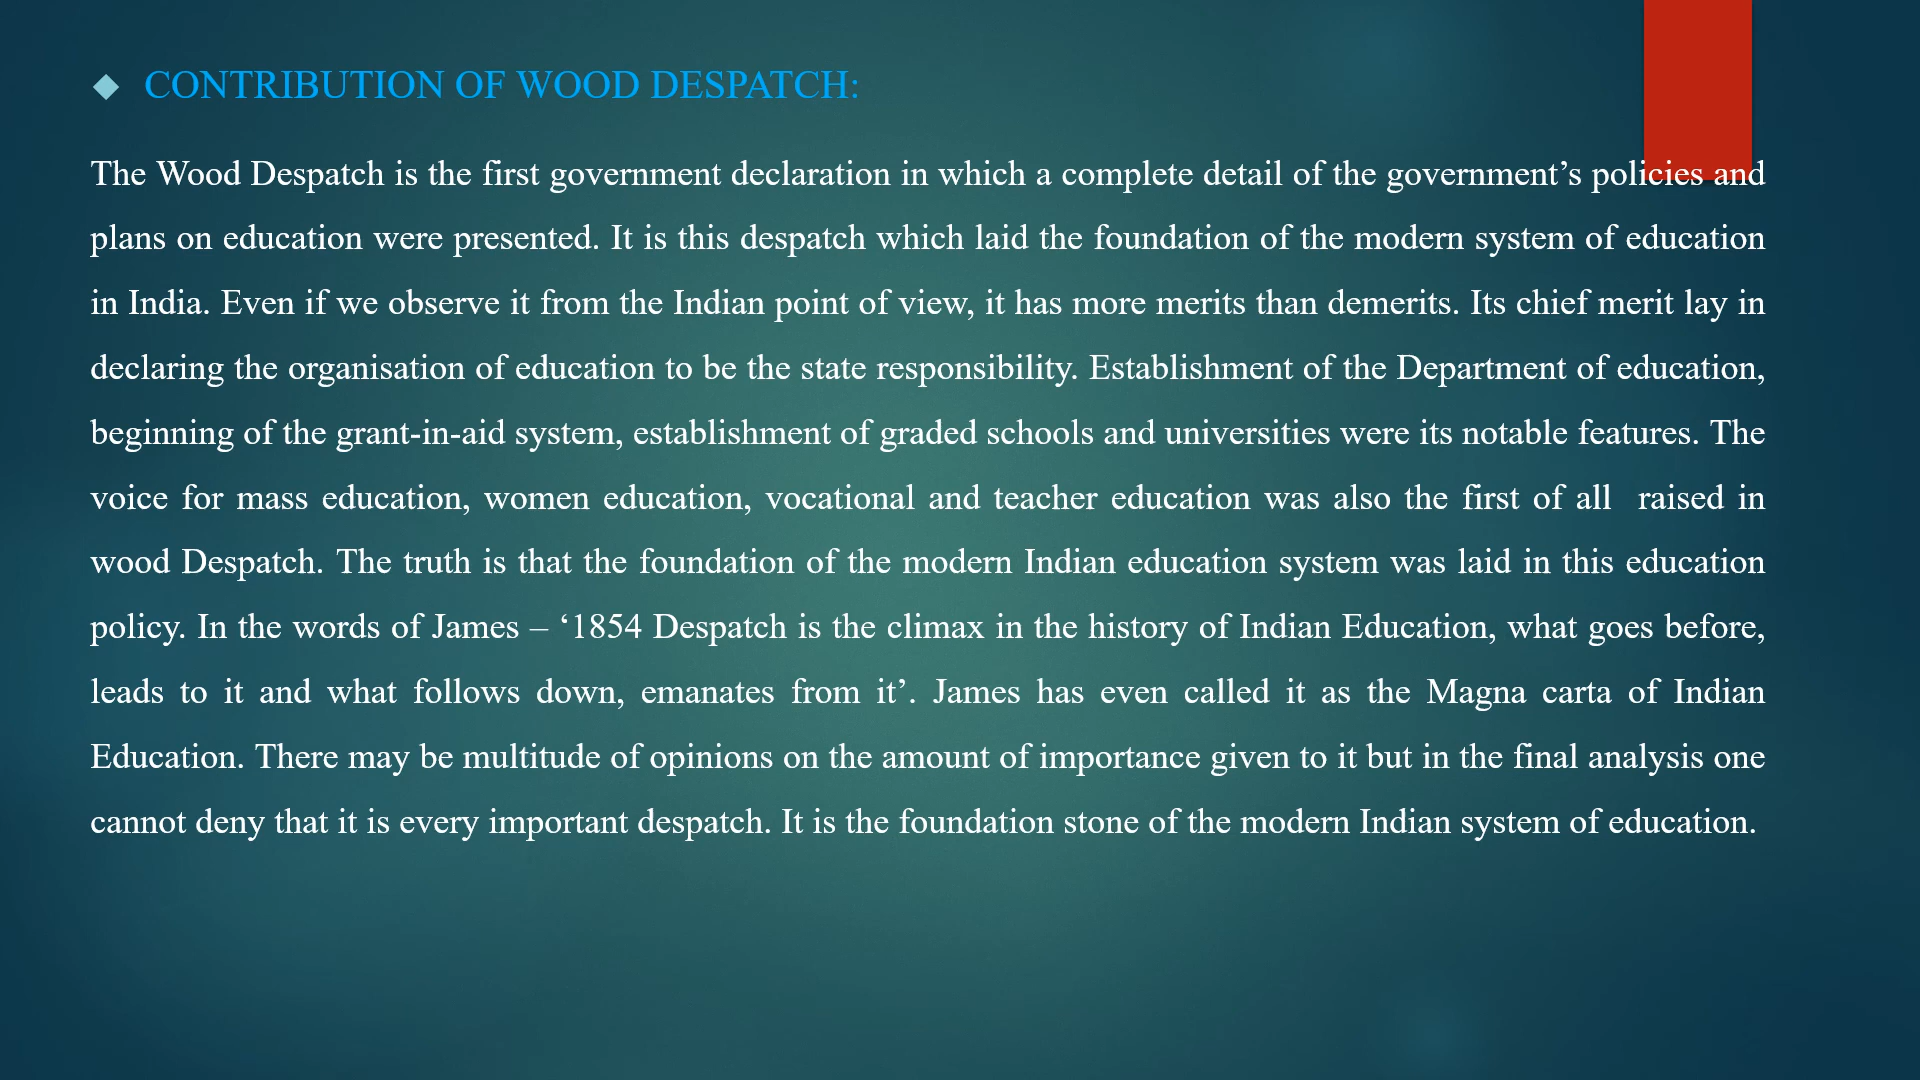 CONTRIBUTION OF WOOD DESPATCH:
The Wood Despatch is the first government declaration in which a complete detail of the government’s policies and
plans on education were presented. It is this despatch which laid the foundation of the modern system of education
in India. Even if we observe it from the Indian point of view, it has more merits than demerits. Its chief merit lay in
declaring the organisation of education to be the state responsibility. Establishment of the Department of education,
beginning of the grant-in-aid system, establishment of graded schools and universities were its notable features. The
voice for mass education, women education, vocational and teacher education was also the first of all  raised in
wood Despatch. The truth is that the foundation of the modern Indian education system was laid in this education
policy. In the words of James – ‘1854 Despatch is the climax in the history of Indian Education, what goes before,
leads to it and what follows down, emanates from it’. James has even called it as the Magna carta of Indian
Education. There may be multitude of opinions on the amount of importance given to it but in the final analysis one
cannot deny that it is every important despatch. It is the foundation stone of the modern Indian system of education.